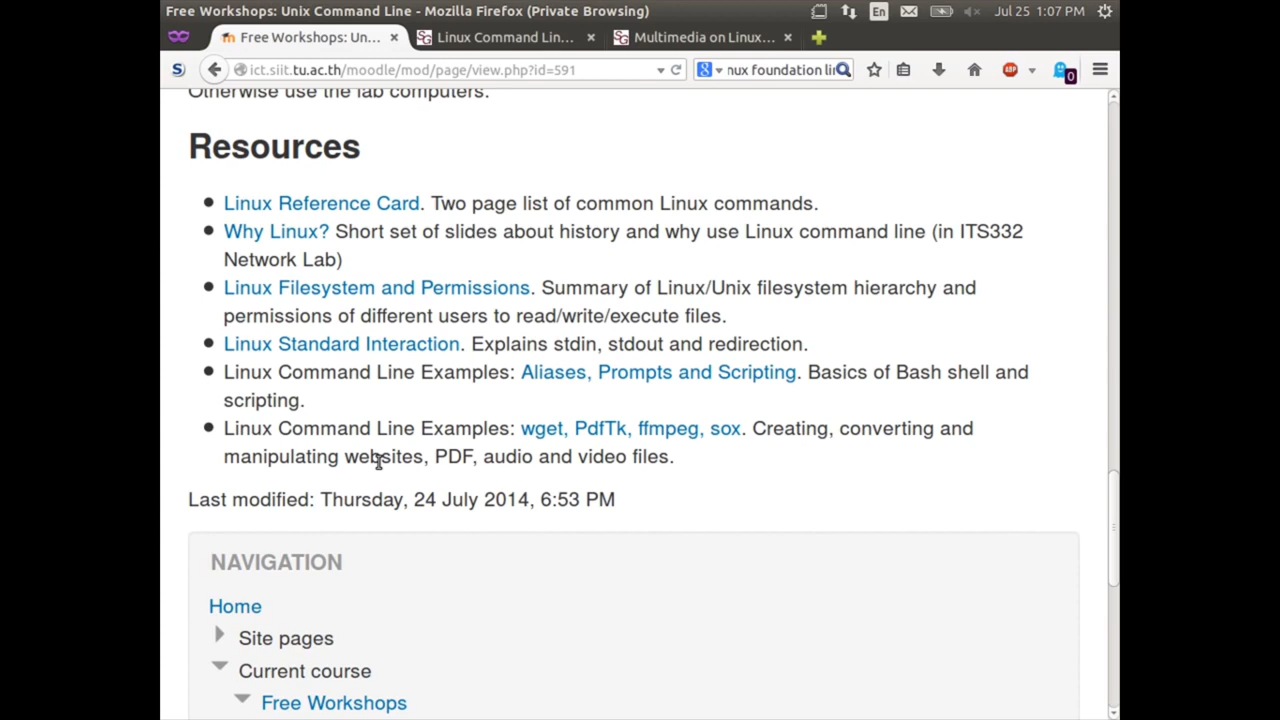 Free Workshops: Unix Command Line - Mozilla Firefox (Private Browsing)
En
Jul 25 1:07 PM
Free Workshops: Un...
Linux Command Lin...
Multimedia on Linux...
ict.siit.tu.ac.th/moodle/mod/page/view.php?id=591
nux foundation lin
0
Otherwise use the lab computers.
Resources
Linux Reference Card. Two page list of common Linux commands.
Why Linux? Short set of slides about history and why use Linux command line (in ITS332
Network Lab)
Linux Filesystem and Permissions. Summary of Linux/Unix filesystem hierarchy and
permissions of different users to read/write/execute files.
Linux Standard Interaction. Explains stdin, stdout and redirection.
Linux Command Line Examples: Aliases, Prompts and Scripting. Basics of Bash shell and
scripting.
Linux Command Line Examples: wget, PdfTk, ffmpeg, sox. Creating, converting and
manipulating websites, PDF, audio and video files.
Last modified: Thursday, 24 July 2014, 6:53 PM
NAVIGATION
Home
Site pages
Current course
Free Workshops